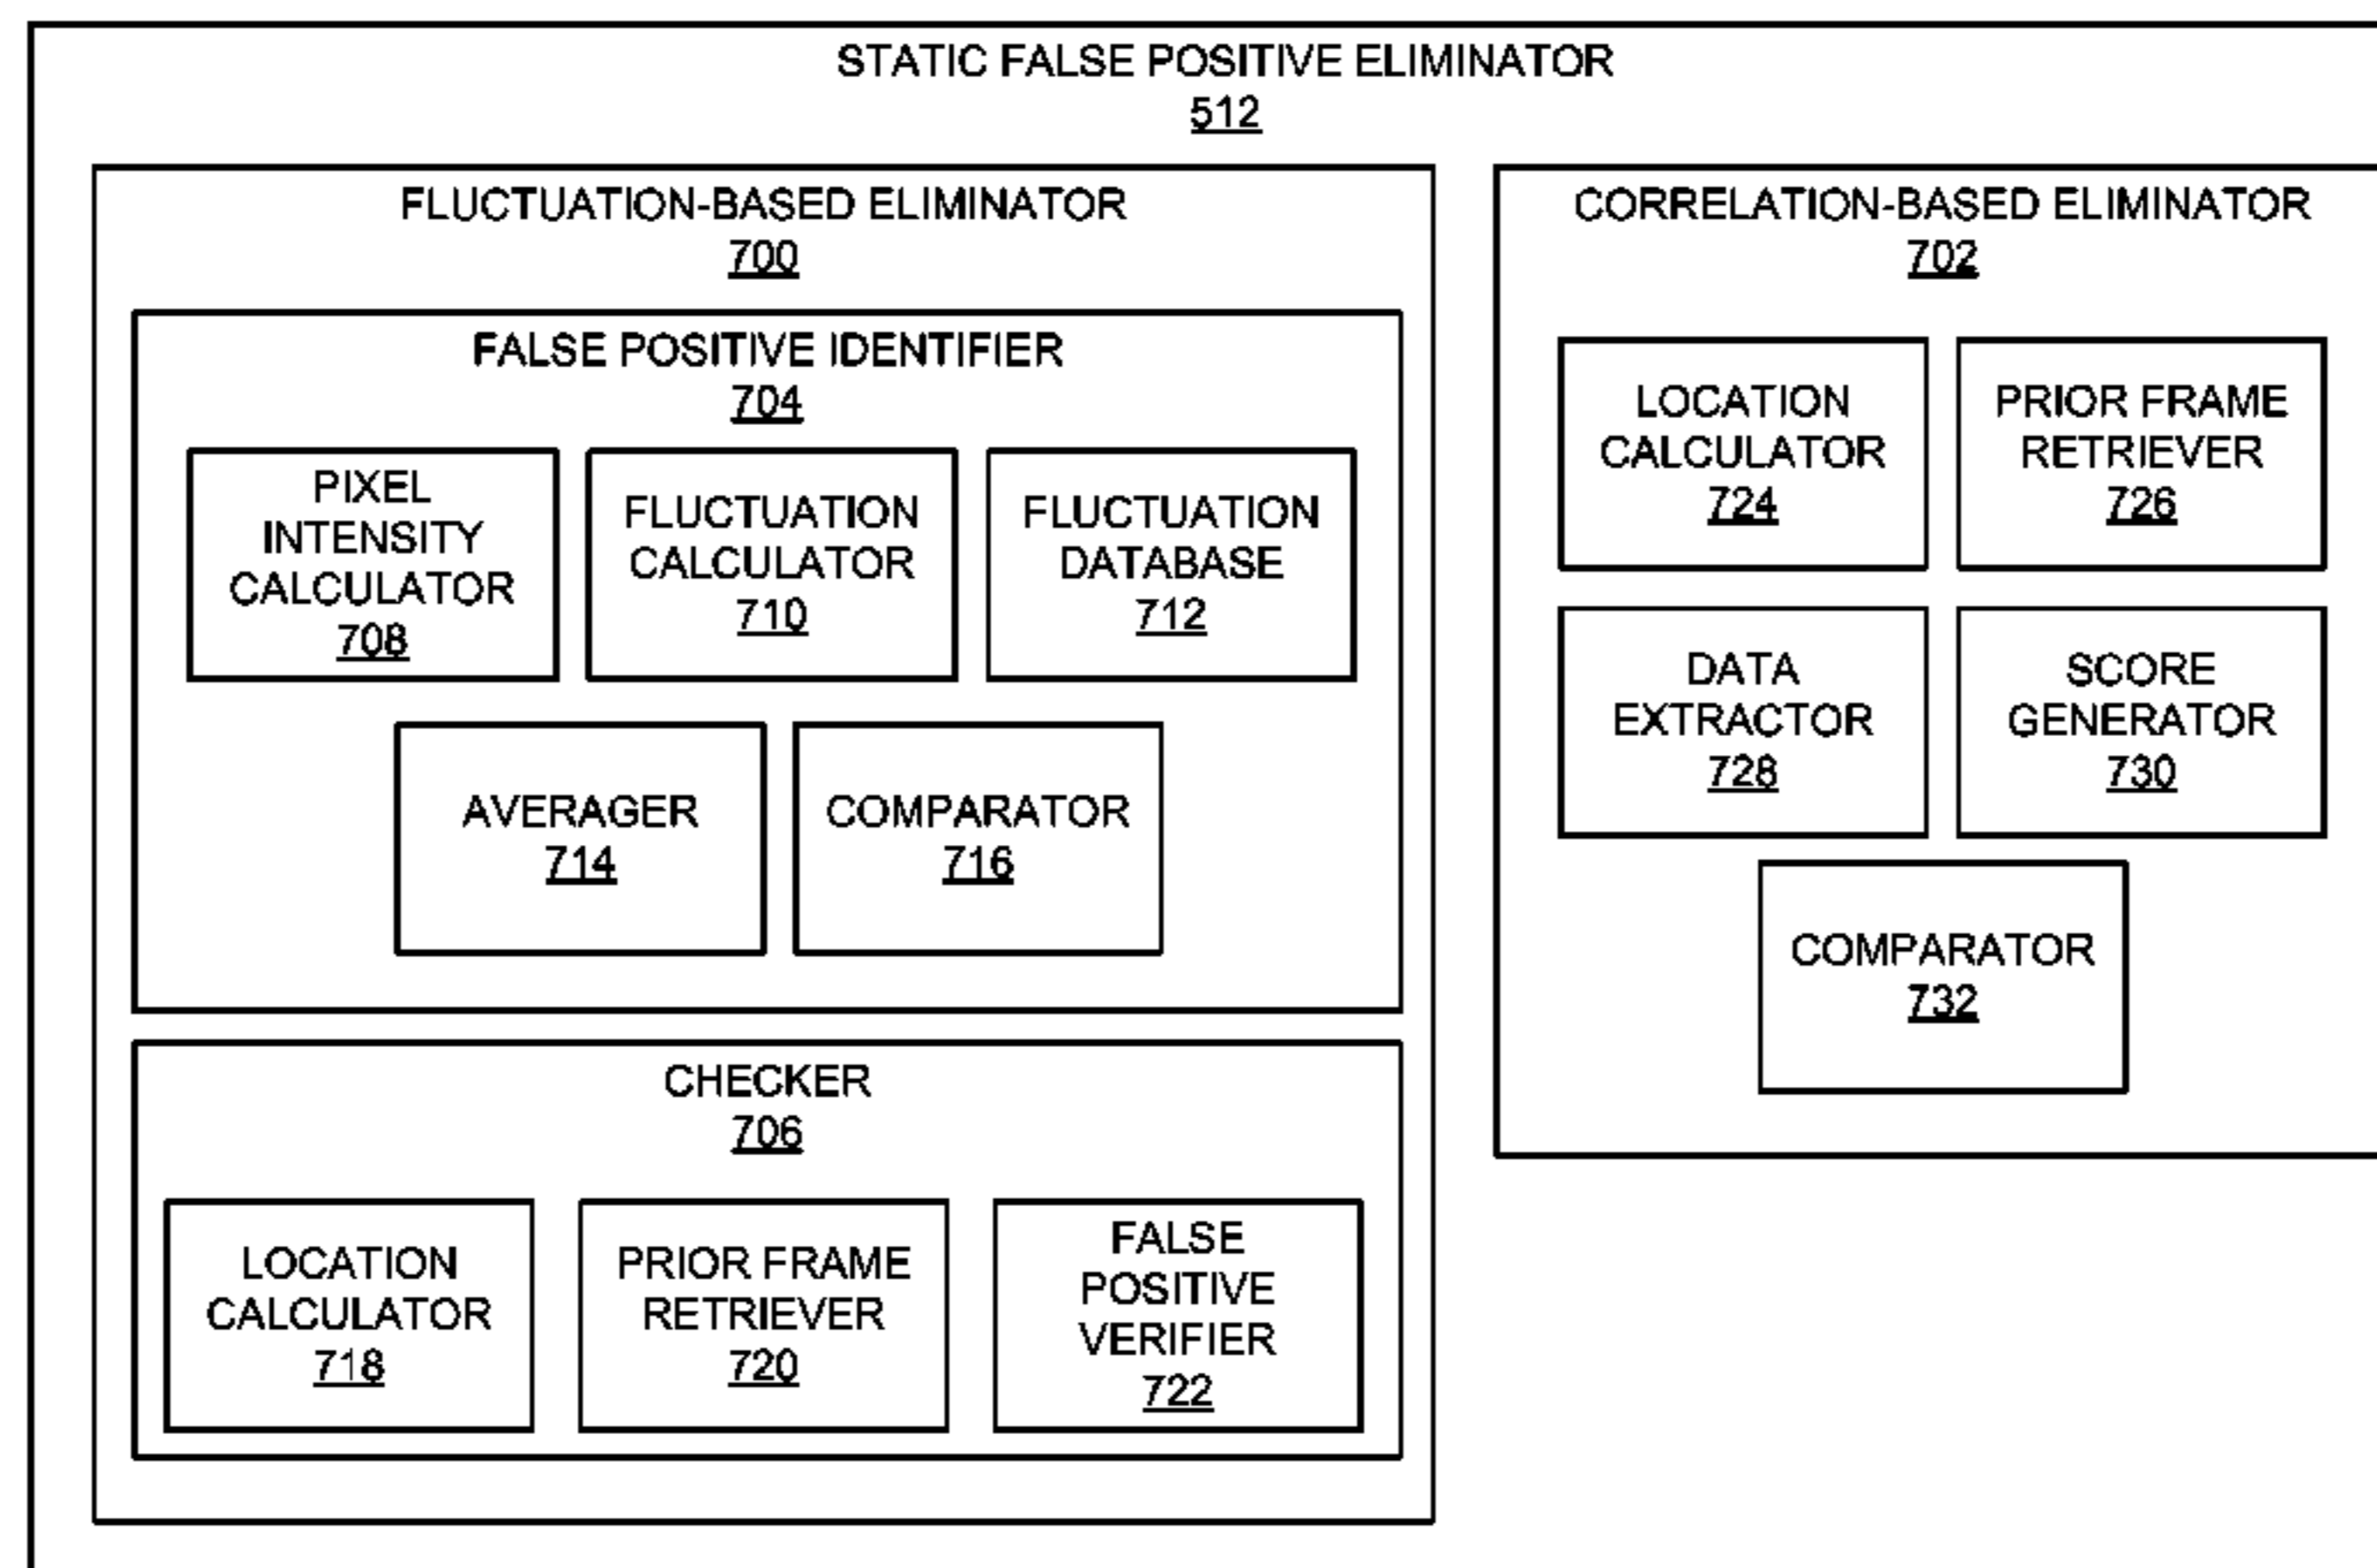 STATIC FALSE POSITIVE ELIMINATOR
512
FLUCTUATION-BASED ELIMINATOR
700
FALSE POSITIVE IDENTIFIER
704
PIXEL
INTENSITY
CALCULATOR
708
FLUCTUATION
CALCULATOR
710
FLUCTUATION
DATABASE
712
AVERAGER
714
COMPARATOR
716
CHECKER
706
LOCATION
CALCULATOR
718
PRIOR FRAME
RETRIEVER
720
FALSE
POSITIVE
VERIFIER
722
CORRELATION-BASED ELIMINATOR
702
LOCATION
CALCULATOR
724
PRIOR FRAME
RETRIEVER
726
DATA
EXTRACTOR
728
SCORE
GENERATOR
730
COMPARATOR
732